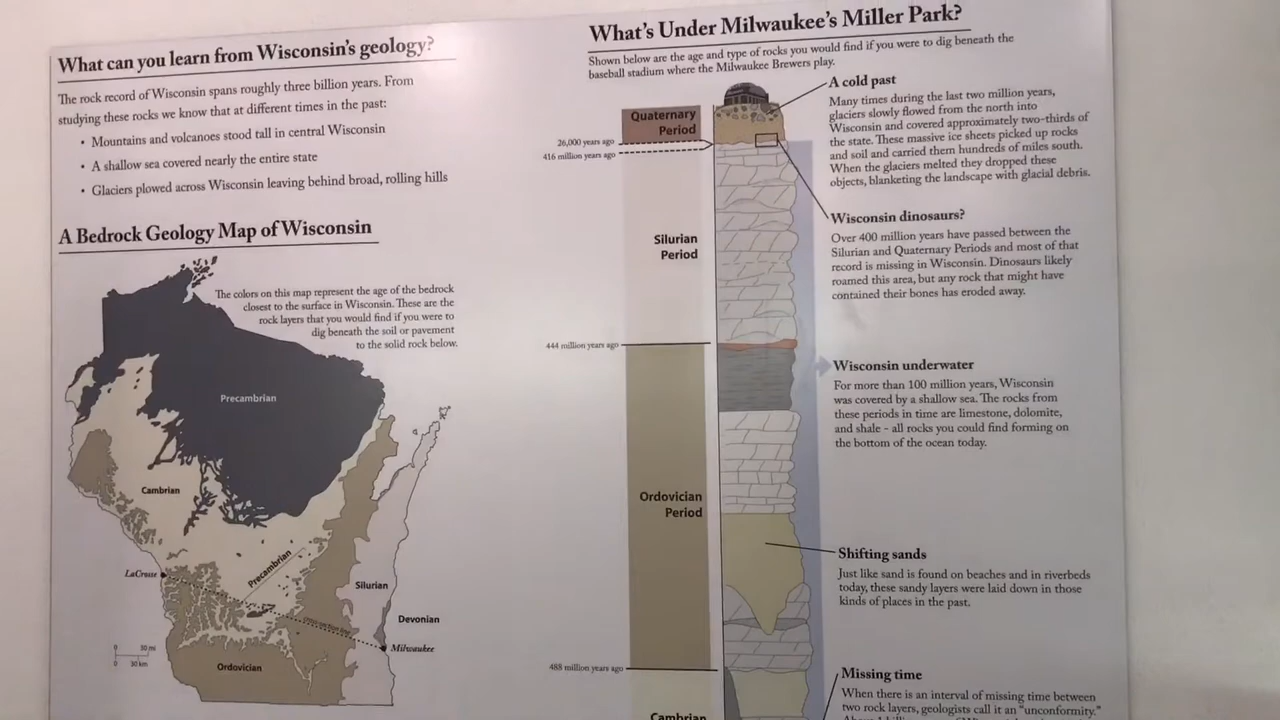 What can you learn from Wisconsin's geology?
The rock record of Wisconsin spans roughly three billion years. From
studying these rocks we know that at different times in the past:
• Mountains and volcanoes stood tall in central Wisconsin
• A shallow sea covered nearly the entire state
• Glaciers plowed across Wisconsin leaving behind broad, rolling hills
A Bedrock Geology Map of Wisconsin
The colors on this map represent the age of the bedrock
closest to the surface in Wisconsin. These are the
rock layers that you would find if you were to
dig beneath the soil or pavement
to the solid rock below.
Precambrian
Cambrian
Precambrian
LaCrosse
Silurian
Devonian
Milwaukee
Ordovician
0 30 mi
0 30 km
What's Under Milwaukee's Miller Park?
Shown below are the age and type of rocks you would find if you were to dig beneath the
baseball stadium where the Milwaukee Brewers play.
Quaternary
Period
26,000 years ago
416 million years ago
Silurian
Period
444 million years ago
Ordovician
Period
488 million years ago
Cambrian
A cold past
Many times during the last two million years,
glaciers slowly flowed from the north into
Wisconsin and covered approximately two-thirds of
the state. These massive ice sheets picked up rocks
and soil and carried them hundreds of miles south.
When the glaciers melted they dropped these
objects, blanketing the landscape with glacial debris.
Wisconsin dinosaurs?
Over 400 million years have passed between the
Silurian and Quaternary Periods and most of that
record is missing in Wisconsin. Dinosaurs likely
roamed this area, but any rock that might have
contained their bones has eroded away.
Wisconsin underwater
For more than 100 million years, Wisconsin
was covered by a shallow sea. The rocks from
these periods in time are limestone, dolomite,
and shale - all rocks you could find forming on
the bottom of the ocean today.
Shifting sands
Just like sand is found on beaches and in riverbeds
today, these sandy layers were laid down in those
kinds of places in the past.
Missing time
When there is an interval of missing time between
two rock layers, geologists call it an "unconformity."